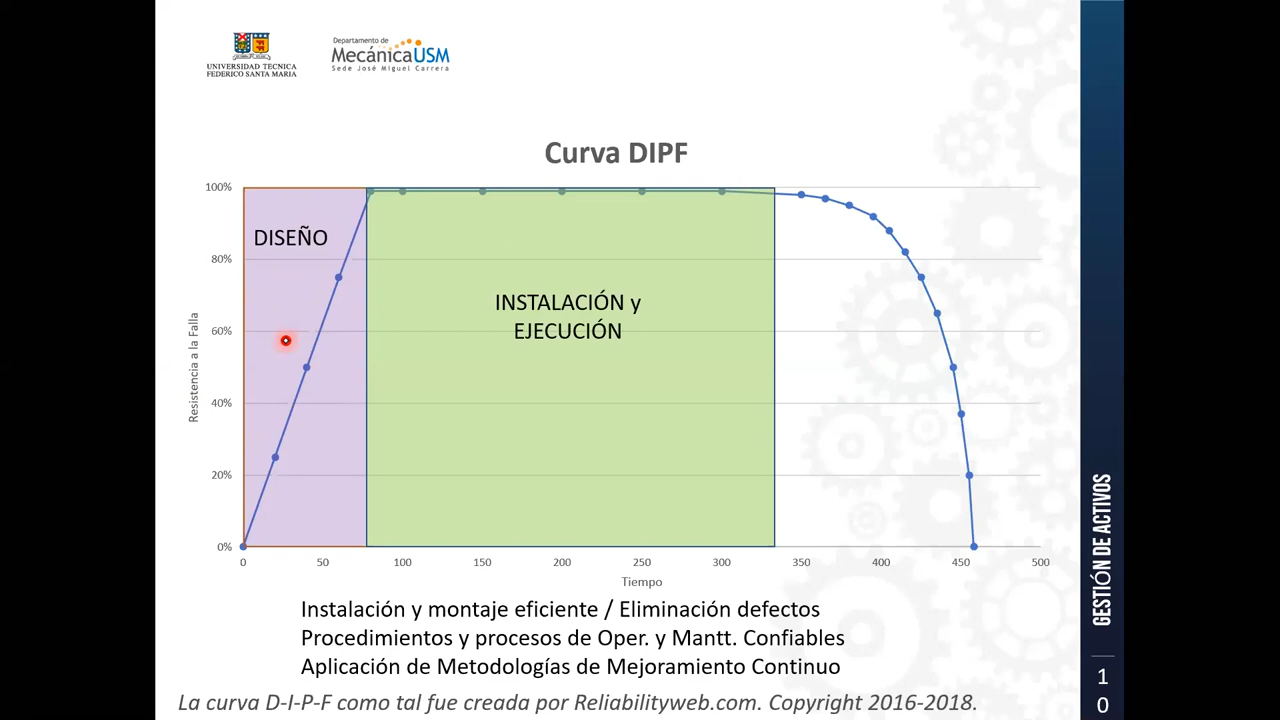 UNIVERSIDAD TECNICA
FEDERICO SANTA MARIA
Departamento de
MecánicaUSM
Sede José Miguel Carrera
Curva DIPF
100%
80%
60%
40%
20%
0%
Resistencia a la Falla
DISEÑO
INSTALACIÓN y
EJECUCIÓN
0 50 100 150 200 250 300 350 400 450 500
Tiempo
Instalación y montaje eficiente / Eliminación defectos
Procedimientos y procesos de Oper. y Mantt. Confiables
Aplicación de Metodologías de Mejoramiento Continuo
La curva D-I-P-F como tal fue creada por Reliabilityweb.com. Copyright 2016-2018.
GESTIÓN DE ACTIVOS
1
0